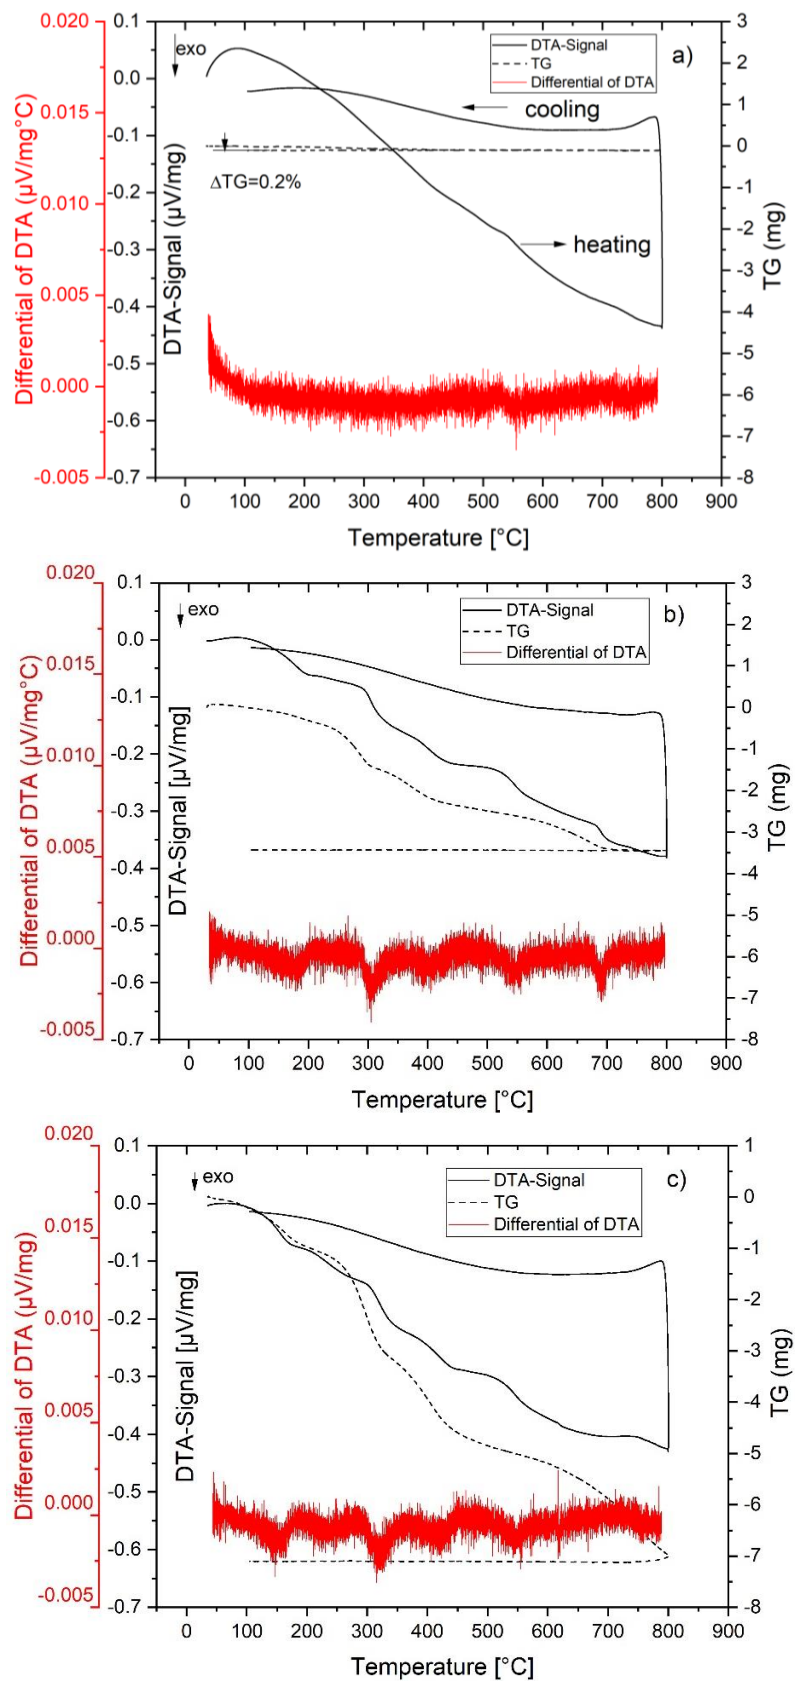 a)
exo
DTA-Signal
TG
Differential of DTA
cooling
heating
ΔTG=0.2%
0.020
0.015
0.010
0.005
0.000
-0.005
Differential of DTA (µV/mg°C)
0.0
-0.1
-0.2
-0.3
-0.4
-0.5
-0.6
-0.7
DTA-Signal (µV/mg)
3
2
1
0
-1
-2
-3
-4
-5
-6
-7
-8
TG (mg)
0 100 200 300 400 500 600 700 800 900
Temperature [°C]
b)
exo
DTA-Signal
TG
Differential of DTA
0.020
0.015
0.010
0.005
0.000
-0.005
Differential of DTA (µV/mg°C)
0.1
0.0
-0.1
-0.2
-0.3
-0.4
-0.5
-0.6
-0.7
DTA-Signal [µV/mg]
3
2
1
0
-1
-2
-3
-4
-5
-6
-7
-8
TG (mg)
0 100 200 300 400 500 600 700 800 900
Temperature [°C]
c)
exo
DTA-Signal
TG
Differential of DTA
0.020
0.015
0.010
0.005
0.000
-0.005
Differential of DTA (µV/mg)
0.1
0.0
-0.1
-0.2
-0.3
-0.4
-0.5
-0.6
-0.7
DTA-Signal [µV/mg]
1
0
-1
-2
-3
-4
-5
-6
-7
-8
TG (mg)
0 100 200 300 400 500 600 700 800 900
Temperature [°C]